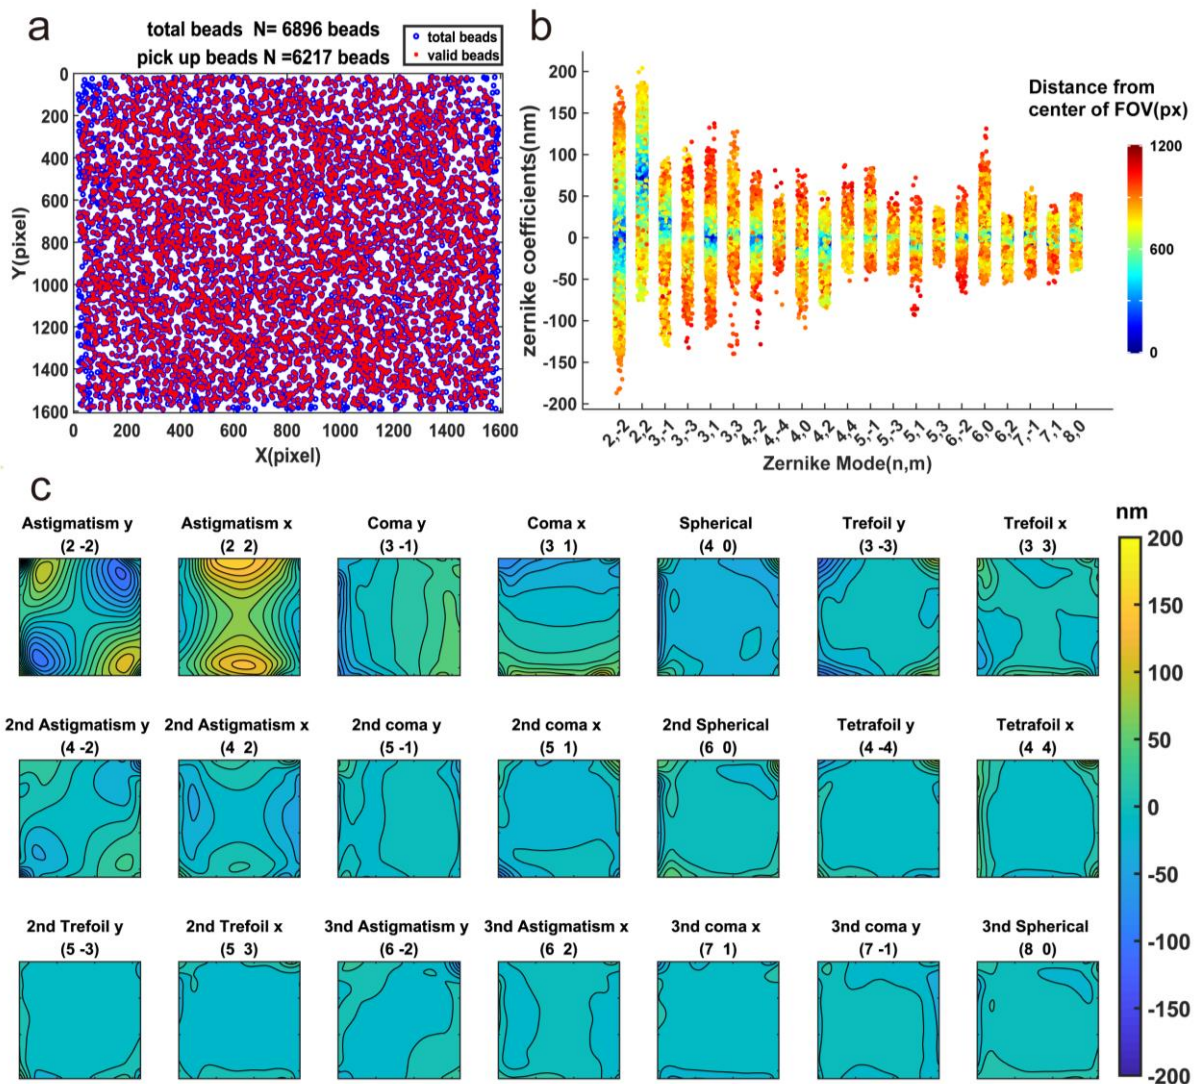 a
total beads N= 6896 beads
pick up beads N =6217 beads
total beads
valid beads
0
200
400
600
800
1000
1200
1400
1600
Y(pixel)
0 200 400 600 800 1000 1200 1400 1600
X(pixel)
b
200
150
100
50
0
-50
-100
-150
-200
zernike coefficients(nm)
2,-2 2,2 3,-1 3,-3 3,1 3,3 4,-2 4,-4 4,0 4,2 4,4 5,-1 5,-3 5,1 5,3 6,-2 6,0 6,2 7,-1 7,1 8,0
Zernike Mode(n,m)
Distance from
center of FOV(px)
1200
600
0
c
Astigmatism y Astigmatism x Coma y Coma x Spherical Trefoil y Trefoil x
(2 -2) (2 2) (3 -1) (3 1) (4 0) (3 -3) (3 3)
2nd Astigmatism y 2nd Astigmatism x 2nd coma y 2nd coma x 2nd Spherical Tetrafoil y Tetrafoil x
(4 -2) (4 2) (5 -1) (5 1) (6 0) (4 -4) (4 4)
2nd Trefoil y 2nd Trefoil x 3nd Astigmatism y 3nd Astigmatism x 3nd coma x 3nd coma y 3nd Spherical
(5 -3) (5 3) (6 -2) (6 2) (7 1) (7 -1) (8 0)
nm
200
150
100
50
0
-50
-100
-150
-200